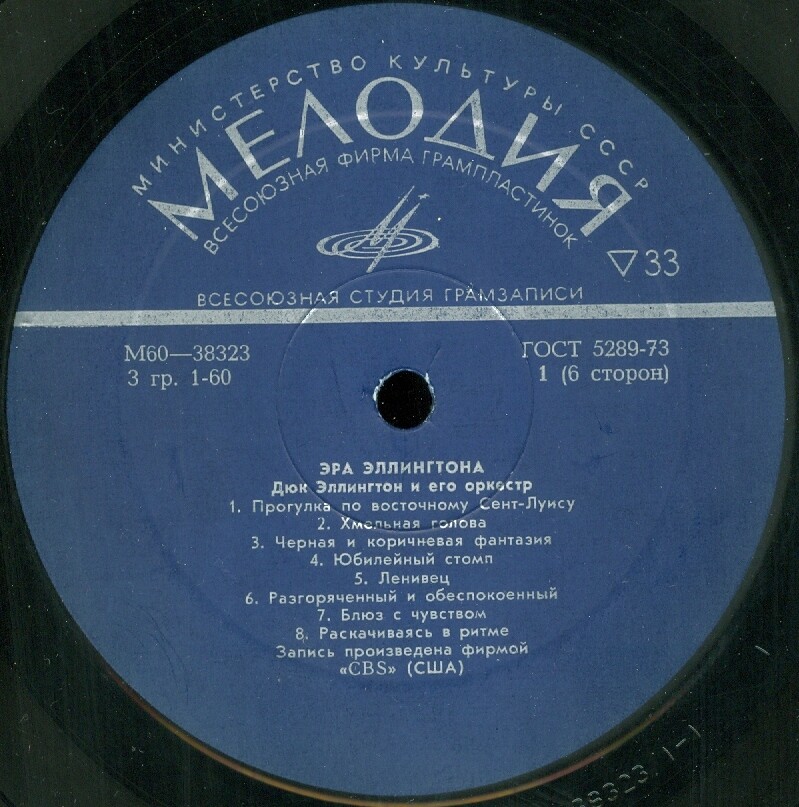 МИНИСТЕРСТВО КУЛЬТУРЫ СССР
МЕЛОДИЯ
ВСЕСОЮЗНАЯ ФИРМА ГРАМПЛАСТИНОК
33
ВСЕСОЮЗНАЯ СТУДИЯ ГРАМЗАПИСИ
М60—38323
ГОСТ 5289-73
3 гр. 1-60
1 (6 сторон)
ЭРА ЭЛЛИНГТОНА
Дюк Эллингтон и его оркестр
1. Прогулка по восточному Сент-Луису
2. Хмельная голова
3. Черная и коричневая фантазия
4. Юбилейный стомп
5. Ленивец
6. Разгоряченный и обеспокоенный
7. Блюз с чувством
8. Раскачиваясь в ритме
Запись произведена фирмой
«CBS» (США)
38323 1-1